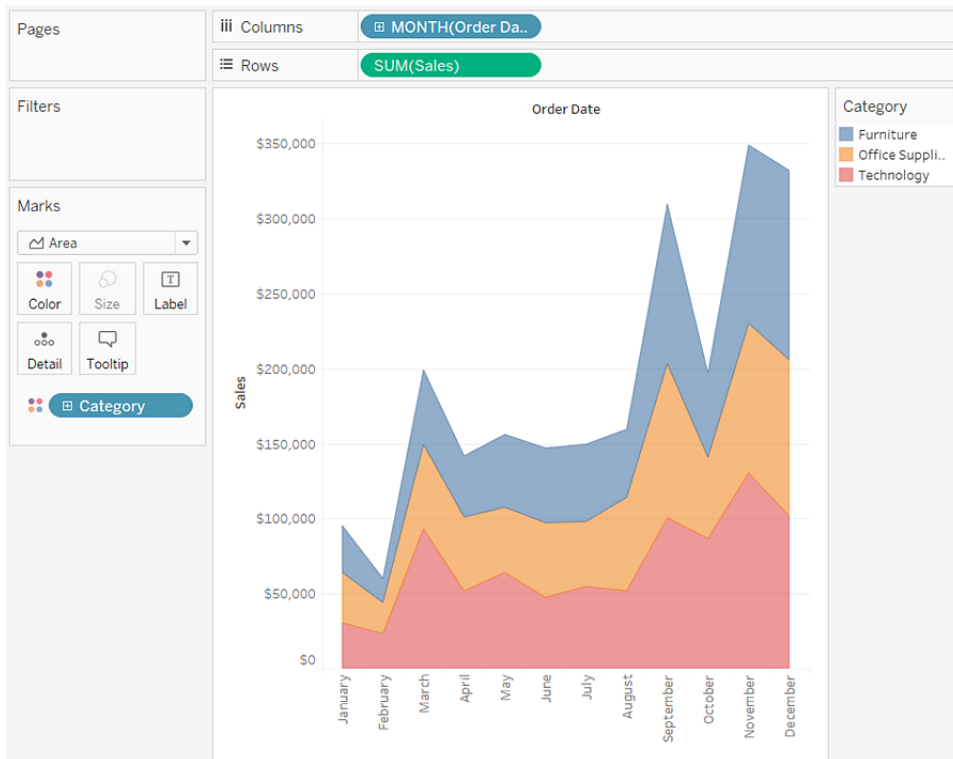 Pages
Columns
MONTH(Order Da..
Rows
SUM(Sales)
Filters
Marks
Area
Color
Size
Label
Detail
Tooltip
Category
Order Date
Sales
$350,000
$300,000
$250,000
$200,000
$150,000
$100,000
$50,000
$0
January
February
March
April
May
June
July
August
September
October
November
December
Category
Furniture
Office Suppli..
Technology